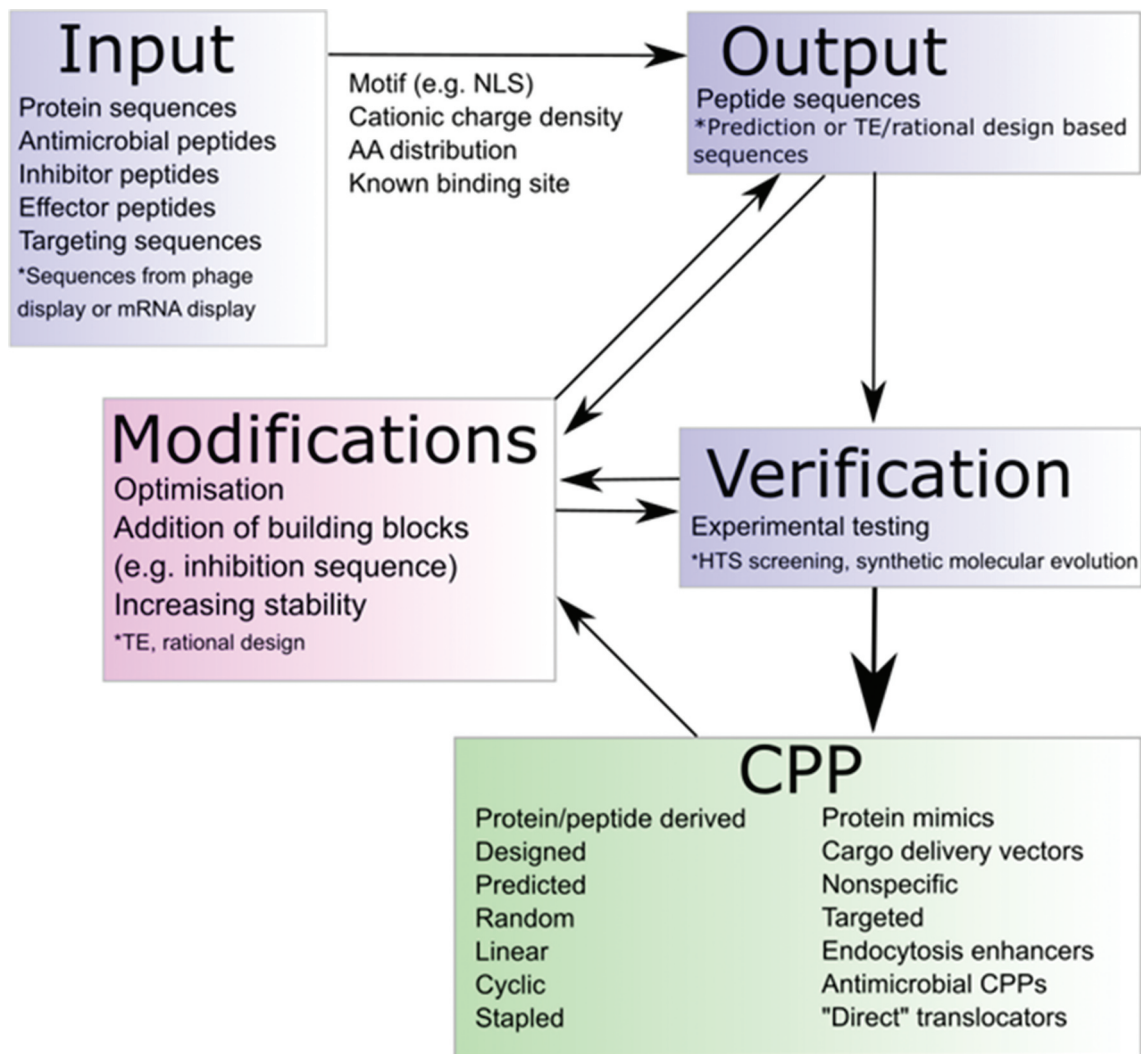 Input
Protein sequences
Antimicrobial peptides
Inhibitor peptides
Effector peptides
Targeting sequences
*Sequences from phage
display or mRNA display
Motif (e.g. NLS)
Cationic charge density
AA distribution
Known binding site
Output
Peptide sequences
*Prediction or TE/rational design based
sequences
Modifications
Optimisation
Addition of building blocks
(e.g. inhibition sequence)
Increasing stability
*TE, rational design
Verification
Experimental testing
*HTS screening, synthetic molecular evolution
CPP
Protein/peptide derived
Designed
Predicted
Random
Linear
Cyclic
Stapled
Protein mimics
Cargo delivery vectors
Nonspecific
Targeted
Endocytosis enhancers
Antimicrobial CPPs
"Direct" translocators